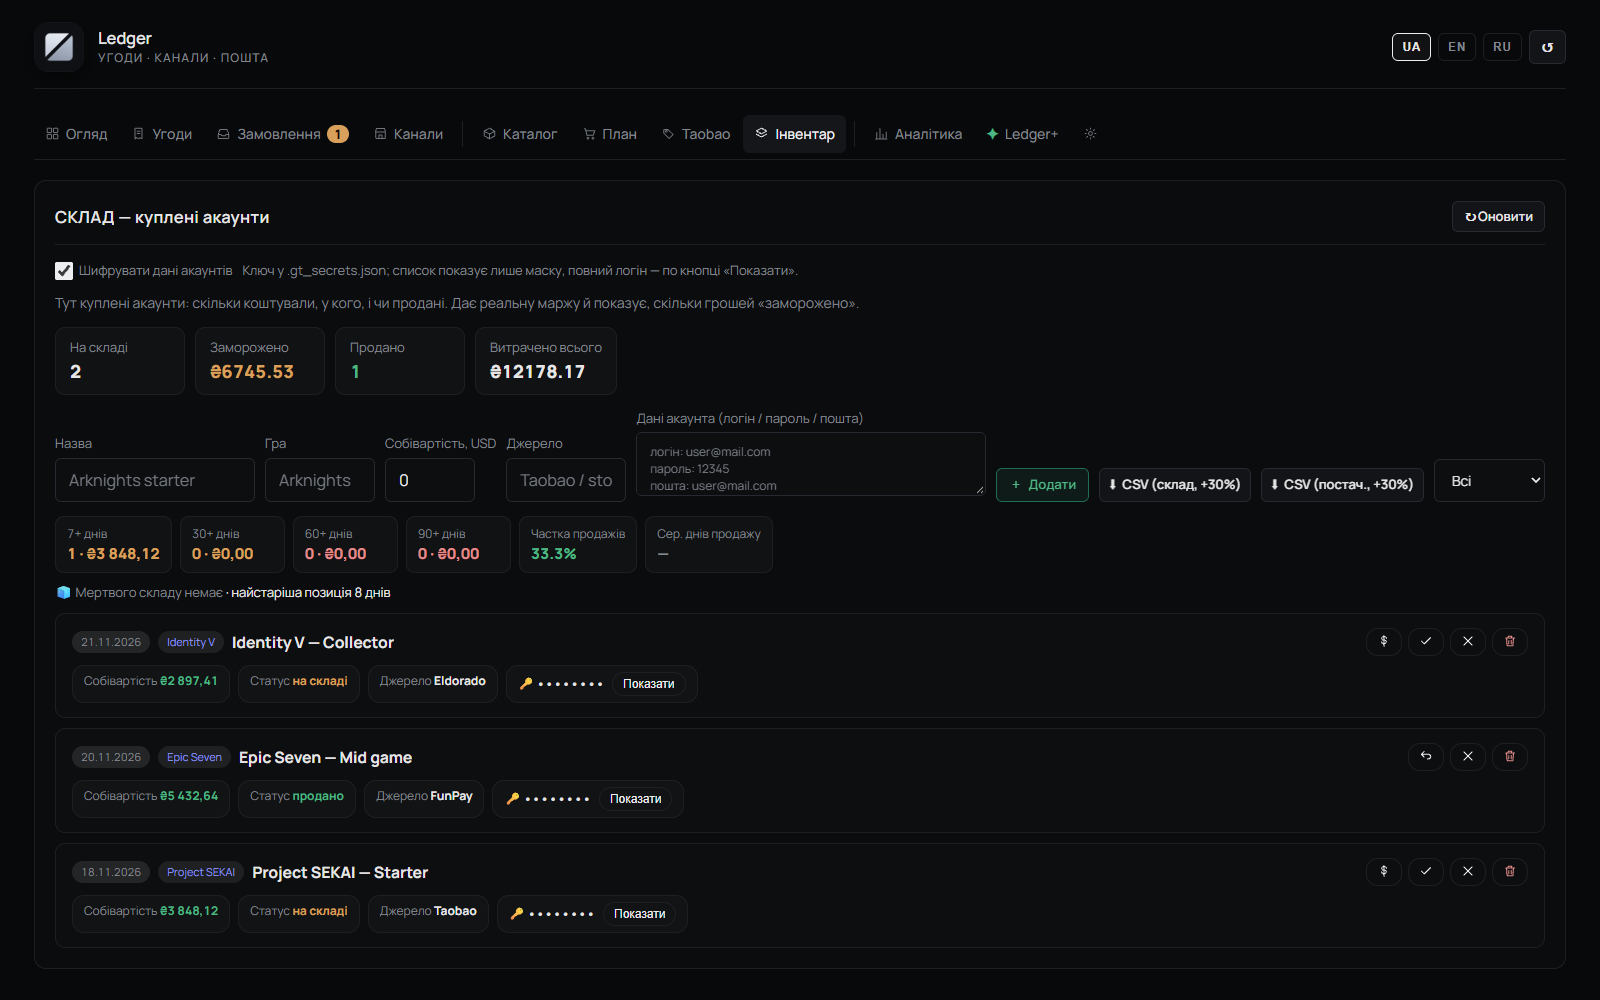 Ledger
УГОДИ · КАНАЛИ · ПОШТА
UA EN RU ↺
Огляд Угоди Замовлення 1 Канали Каталог План Taobao Інвентар Аналітика Ledger+
СКЛАД — куплені акаунти
↻ Оновити
Шифрувати дані акаунтів Ключ у .gt_secrets.json; список показує лише маску, повний логін — по кнопці «Показати».
Тут куплені акаунти: скільки коштували, у кого, і чи продані. Дає реальну маржу й показує, скільки грошей «заморожено».
На складі Заморожено Продано Витрачено всього
2 ₴6745.53 1 ₴12178.17
Назва Гра Собівартість, USD Джерело Дані акаунта (логін / пароль / пошта)
Arknights starter Arknights 0 Taobao / sto
логін: user@mail.com
пароль: 12345
пошта: user@mail.com
+ Додати ⬇ CSV (склад, +30%) ⬇ CSV (постач., +30%) Всі
7+ днів 30+ днів 60+ днів 90+ днів Частка продажів Сер. днів продажу
1 · ₴3 848,12 0 · ₴0,00 0 · ₴0,00 0 · ₴0,00 33.3% —
Мертвого складу немає · найстаріша позиція 8 днів
21.11.2026 Identity V Identity V — Collector $
Собівартість ₴2 897,41 Статус на складі Джерело Eldorado •••••••• Показати
20.11.2026 Epic Seven Epic Seven — Mid game
Собівартість ₴5 432,64 Статус продано Джерело FunPay •••••••• Показати
18.11.2026 Project SEKAI Project SEKAI — Starter $
Собівартість ₴3 848,12 Статус на складі Джерело Taobao •••••••• Показати